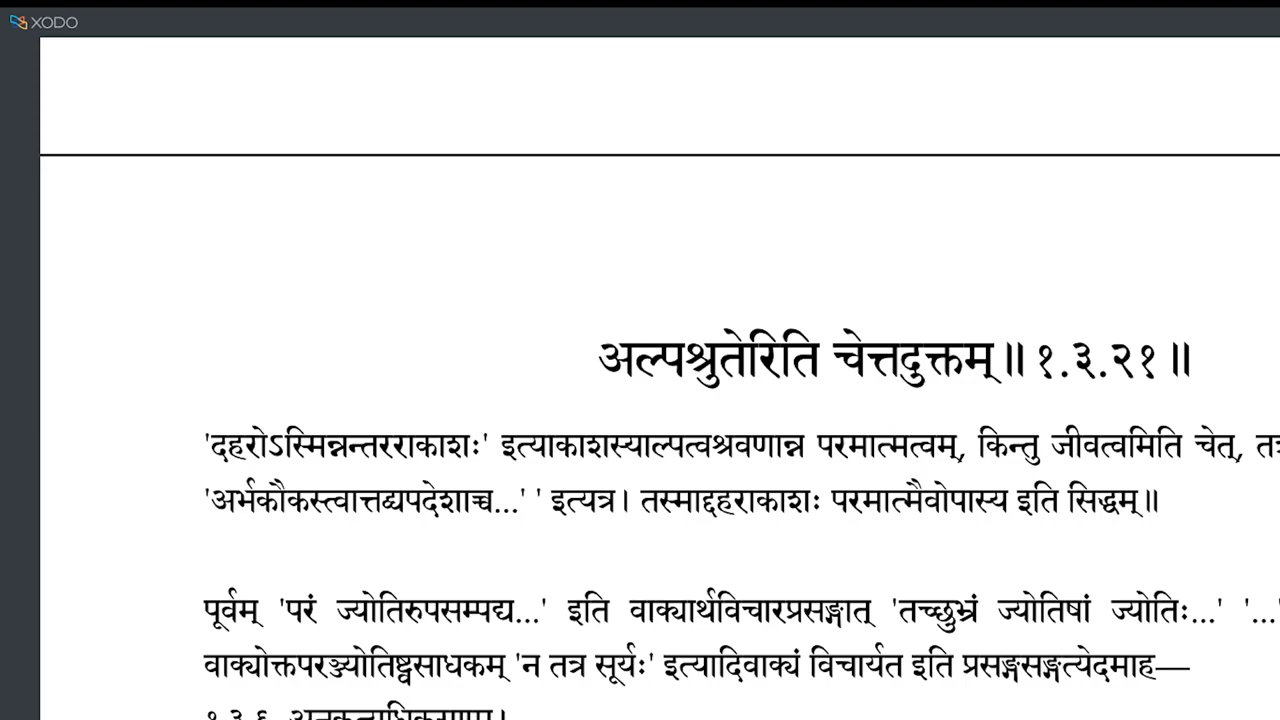 XODO
अल्पश्रुतेरिति चेत्तदुक्तम्॥१.३.२१॥
'दहरोऽस्मिन्नन्तरराकाशः' इत्याकाशस्याल्पत्वश्रवणान्न परमात्मत्वम्, किन्तु जीवत्वमिति चेत्,
'अर्भकौकस्त्वात्तद्व्यपदेशाच्च...' ' इत्यत्र। तस्माद्दहराकाशः परमात्मैवोपास्य इति सिद्धम्॥
पूर्वम् 'परं ज्योतिरुपसम्पद्य...' इति वाक्यार्थविचारप्रसङ्गात् 'तच्छुभ्रं ज्योतिषां ज्योतिः...' '...'
वाक्योक्तपरञ्ज्योतिष्ट्वसाधकम् 'न तत्र सूर्यः' इत्यादिवाक्यं विचार्यत इति प्रसङ्गसङ्गत्येदमाह—